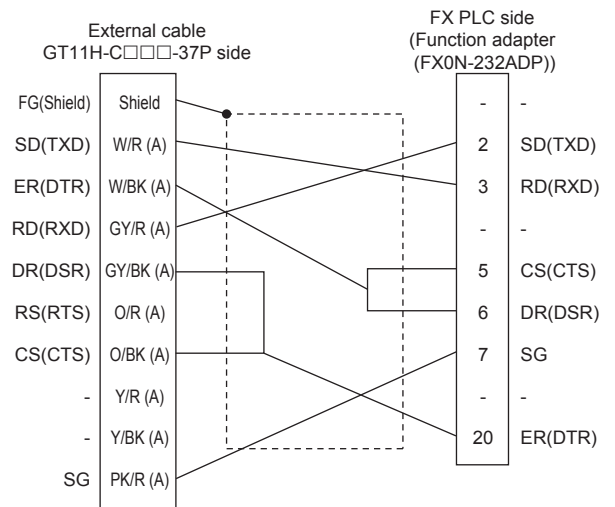 External cable
GT11H-C□□□-37P side
FX PLC side
(Function adapter
(FX0N-232ADP))
FG(Shield) Shield - -
SD(TXD) W/R (A) 2 SD(TXD)
ER(DTR) W/BK (A) 3 RD(RXD)
RD(RXD) GY/R (A) - -
DR(DSR) GY/BK (A) 5 CS(CTS)
RS(RTS) O/R (A) 6 DR(DSR)
CS(CTS) O/BK (A) 7 SG
- Y/R (A) - -
- Y/BK (A) 20 ER(DTR)
SG PK/R (A)